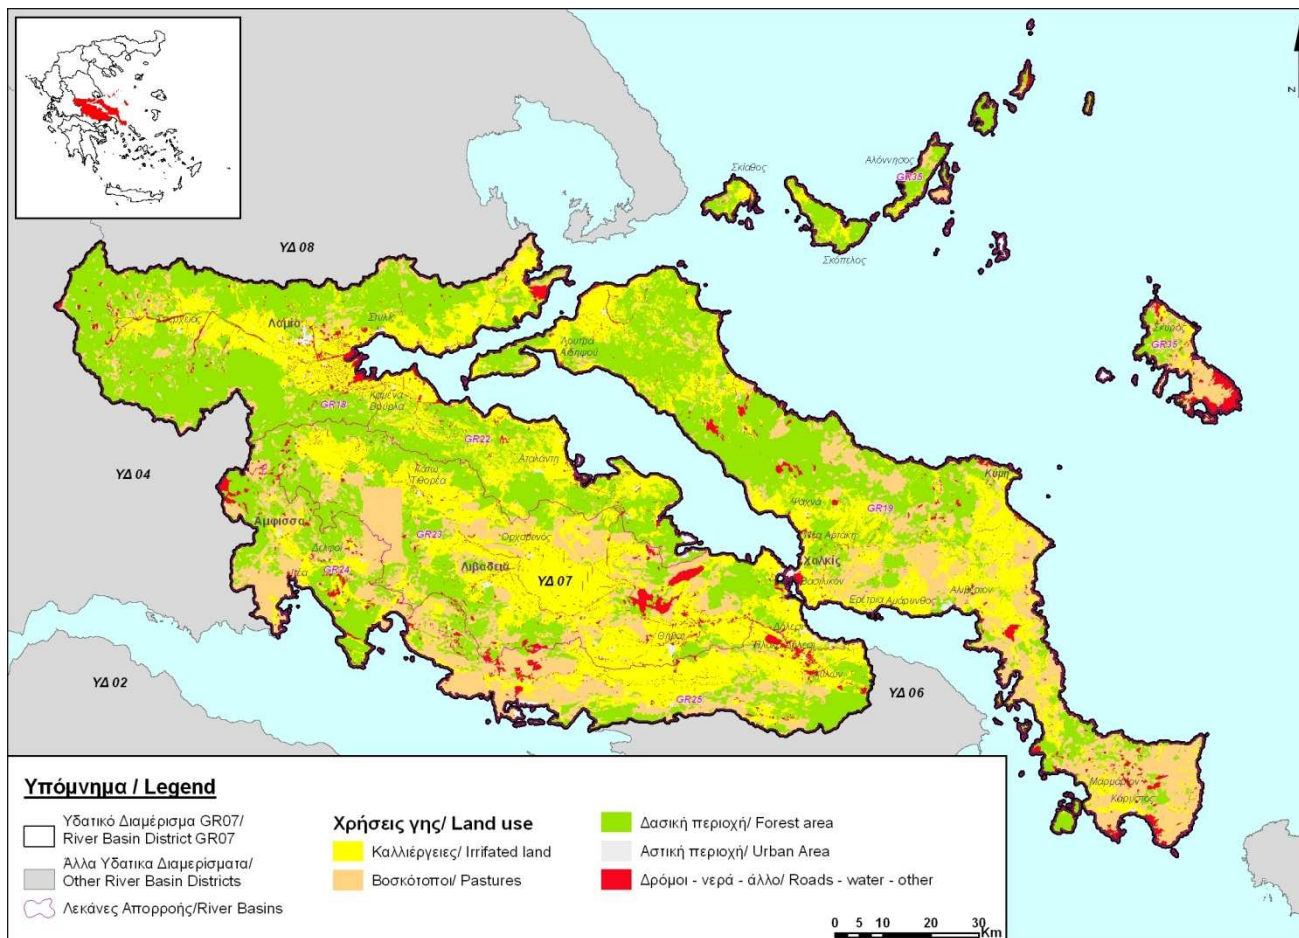 N
Σκίαθος
Αλόννησος
GR35
Σκόπελος
ΥΔ 08
Σκύρος
GR35
Λαμία
Στυλίς
Λουτρά
Αιδηψού
Καμένα
Βούρλα
GR18
GR22
Αταλάντη
Κάτω
Τιθορέα
ΥΔ 04
Κύμη
Ψαχνά
GR19
Άμφισσα
GR23
Ορχομενός
Νέα Αρτάκη
Δελφοί
Ιτέα
GR24
Λιβαδειά
ΥΔ 07
Χαλκίς
Βασιλικόν
Ερέτρια
Αμάρυνθος
Αλιβέριον
Θήβαι
ΥΔ 02
GR25
ΥΔ 06
Μαρμάριον
Κάρυστος
Υπόμνημα / Legend
Υδατικό Διαμέρισμα GR07/
River Basin District GR07
Άλλα Υδατικα Διαμερίσματα/
Other River Basin Districts
Λεκάνες Απορροής/River Basins
Χρήσεις γης/ Land use
Καλλιέργειες/ Irrifated land
Βοσκότοποι/ Pastures
Δασική περιοχή/ Forest area
Αστική περιοχή/ Urban Area
Δρόμοι - νερά - άλλο/ Roads - water - other
0 5 10 20 30
Km